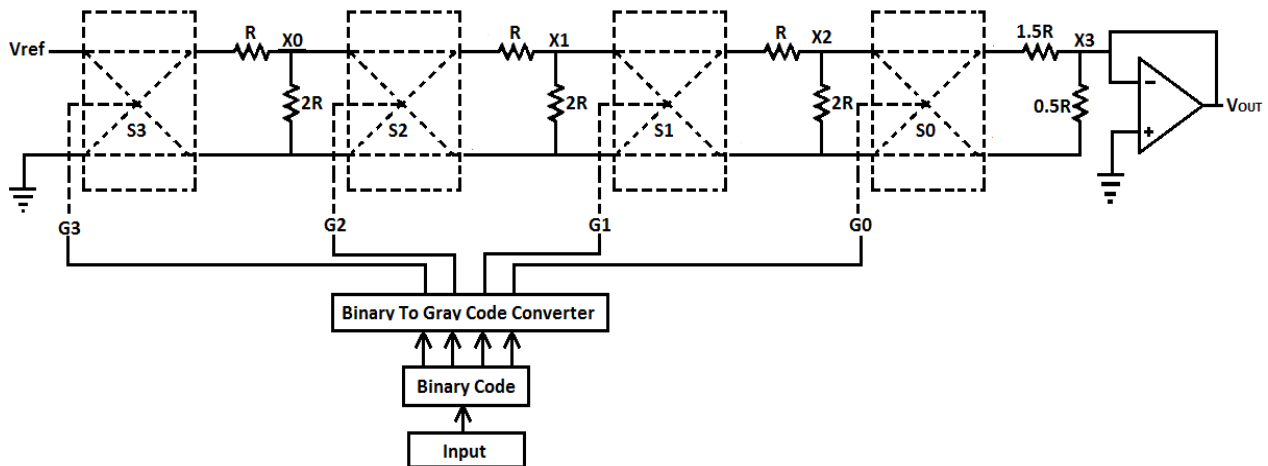 Vref
R
X0
R
X1
R
X2
1.5R
X3
2R
2R
2R
0.5R
-
+
VOUT
S3
S2
S1
S0
G3
G2
G1
G0
Binary To Gray Code Converter
Binary Code
Input